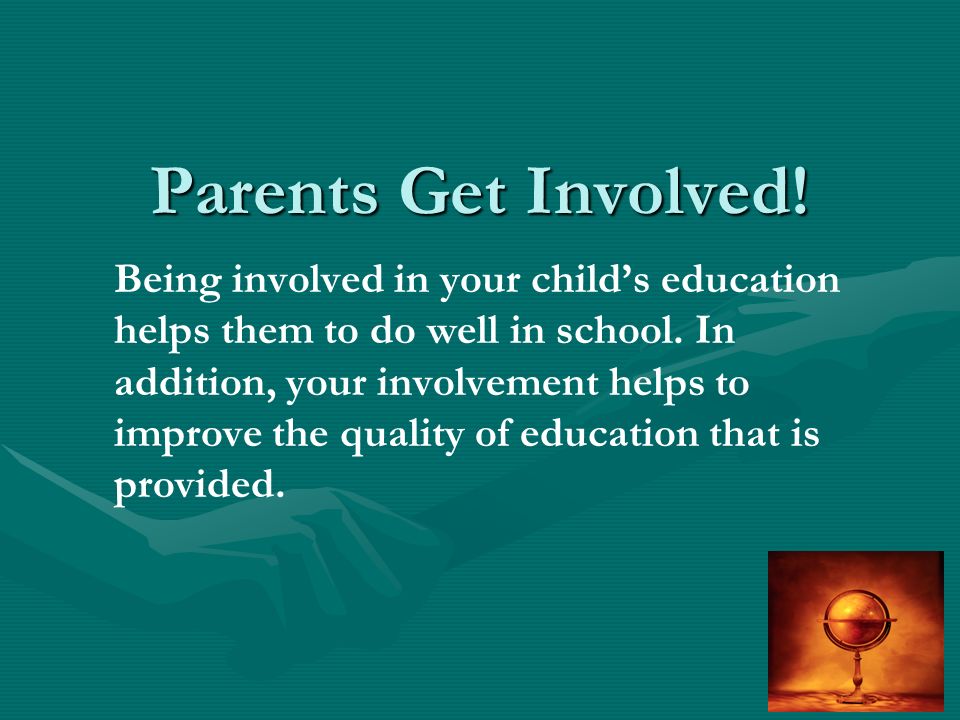 Parents Get Involved!
Being involved in your child’s education
helps them to do well in school. In
addition, your involvement helps to
improve the quality of education that is
provided.